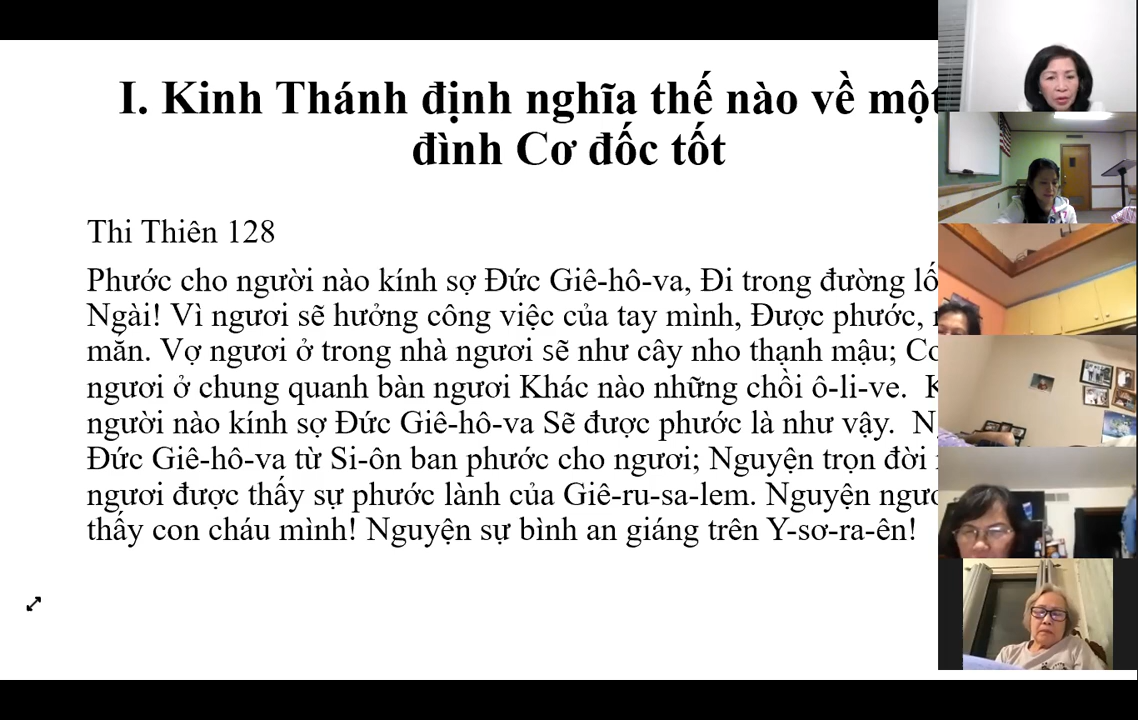 I. Kinh Thánh định nghĩa thế nào về một
đình Cơ đốc tốt
Thi Thiên 128
Phước cho người nào kính sợ Đức Giê-hô-va, Đi trong đường
Ngài! Vì ngươi sẽ hưởng công việc của tay mình, Được phước,
mắn. Vợ ngươi ở trong nhà ngươi sẽ như cây nho thạnh mậu;
ngươi ở chung quanh bàn ngươi Khác nào những chồi ô-li-ve.
người nào kính sợ Đức Giê-hô-va Sẽ được phước là như vậy.
Đức Giê-hô-va từ Si-ôn ban phước cho ngươi; Nguyện trọn đời
ngươi được thấy sự phước lành của Giê-ru-sa-lem. Nguyện
thấy con cháu mình! Nguyện sự bình an giáng trên Y-sơ-ra-ên!